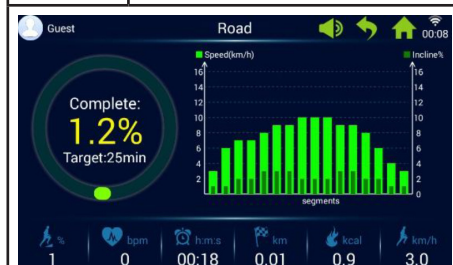 Guest
Road
00:08
Speed(km/h)
Incline%
16
14
12
10
8
6
4
2
16
14
12
10
8
6
4
2
0
segments
Complete:
1.2%
Target:25min
%
bpm
h:m:s
km
kcal
km/h
1
0
00:18
0.01
0.9
3.0